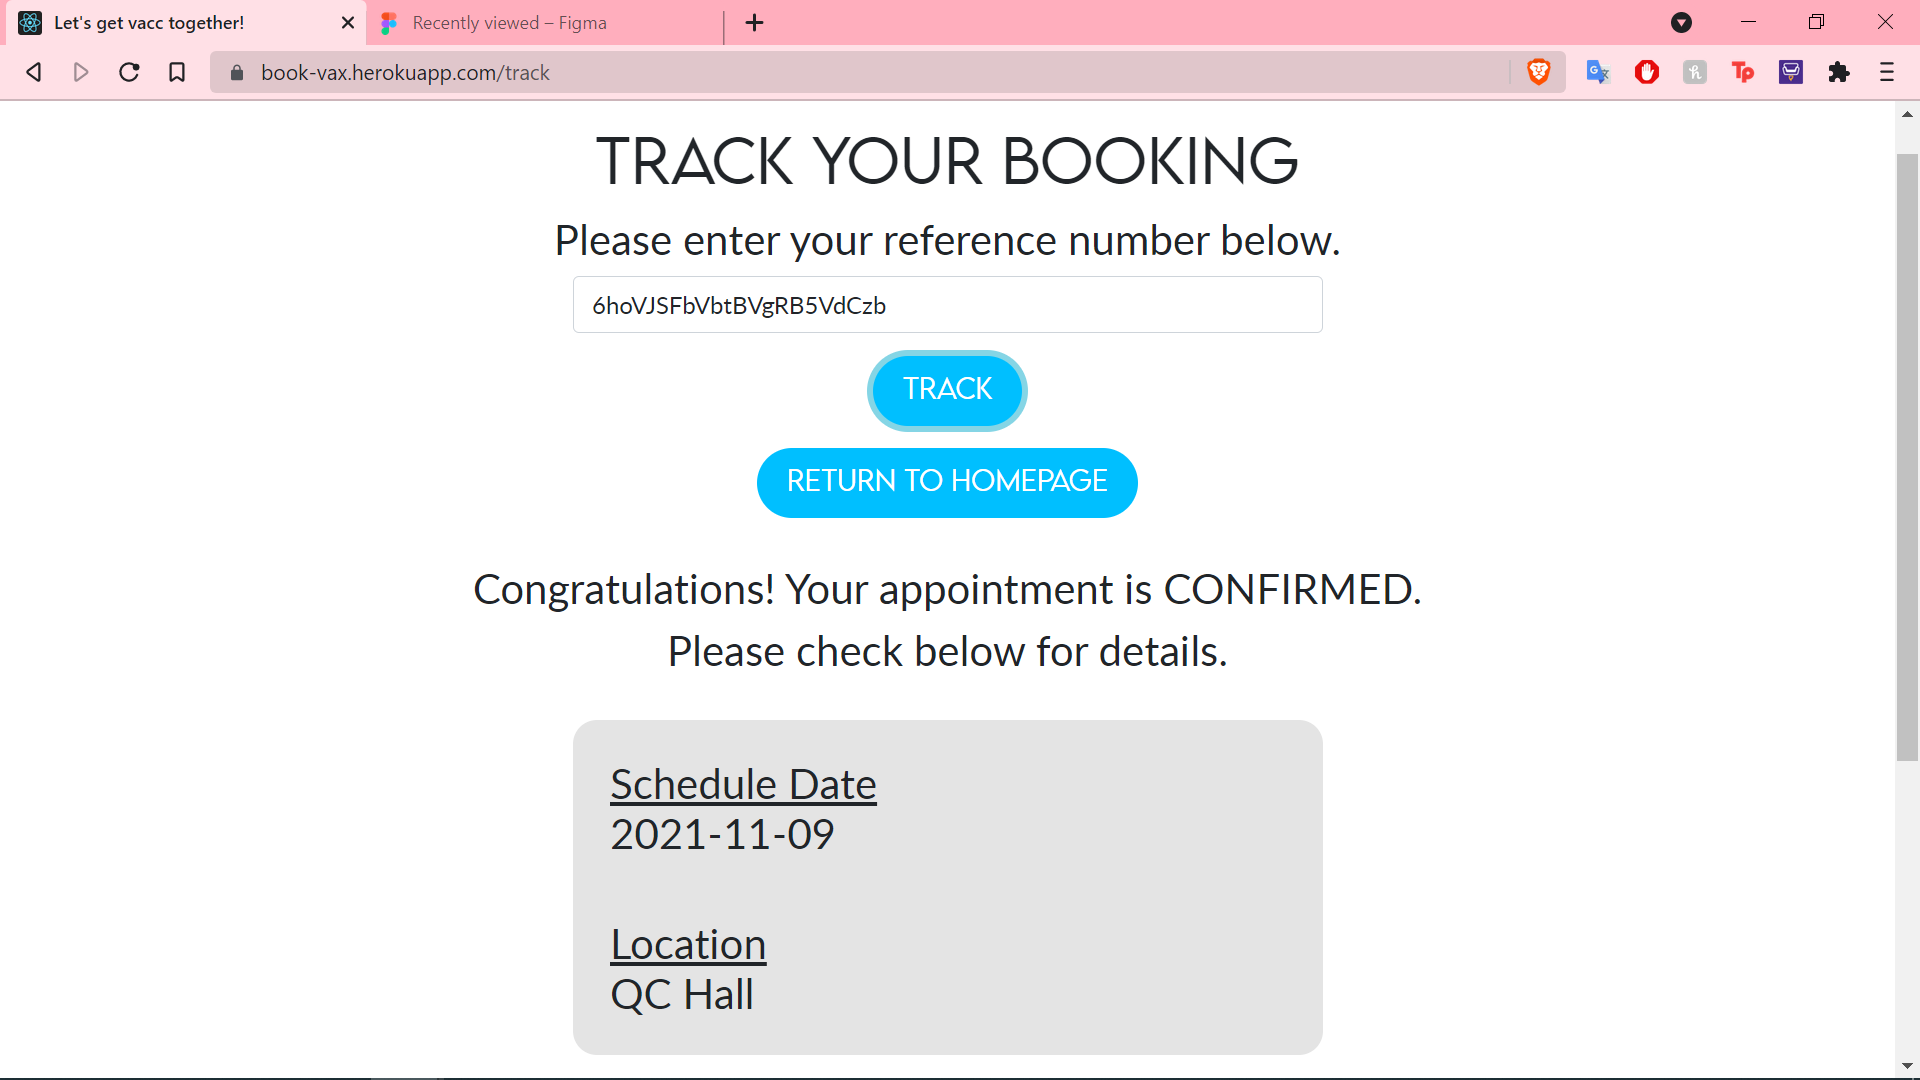 Let's get vacc together!
Recently viewed – Figma
book-vax.herokuapp.com/track
TRACK YOUR BOOKING
Please enter your reference number below.
6hoVJSFbVbtBVgRB5VdCzb
TRACK
RETURN TO HOMEPAGE
Congratulations! Your appointment is CONFIRMED.
Please check below for details.
Schedule Date
2021-11-09
Location
QC Hall